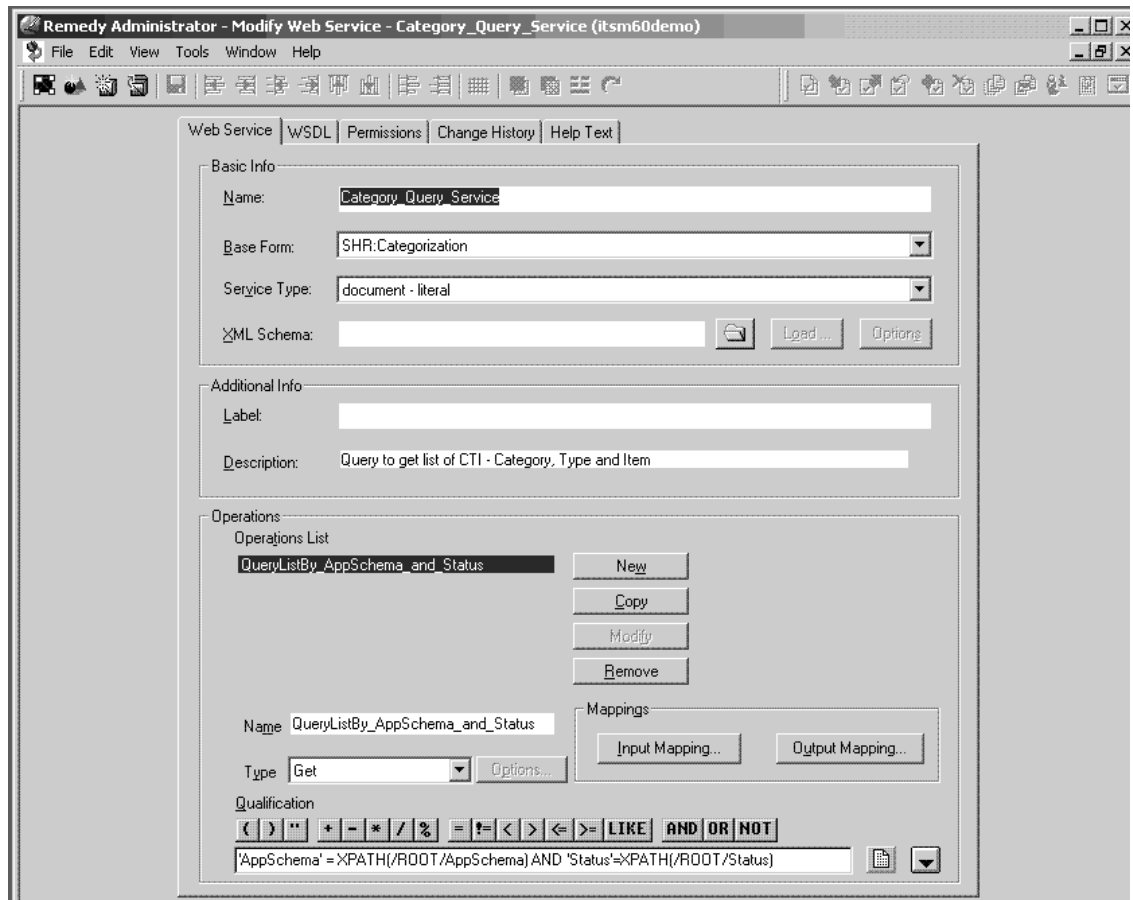 Remedy Administrator - Modify Web Service - Category_Query_Service (itsm60demo)
File Edit View Tools Window Help
Web Service WSDL Permissions Change History Help Text
Basic Info
Name: Category_Query_Service
Base Form: SHR:Categorization
Service Type: document - literal
XML Schema: Load ... Options
Additional Info
Label:
Description: Query to get list of CTI - Category, Type and Item
Operations
Operations List
QueryListBy_AppSchema_and_Status New
Copy
Modify
Remove
Mappings
Name QueryListBy_AppSchema_and_Status
Input Mapping... Output Mapping...
Type Get Options...
Qualification
( ) " + - * / % = != < > <= >= LIKE AND OR NOT
'AppSchema' = XPATH(/ROOT/AppSchema) AND 'Status'=XPATH(/ROOT/Status)